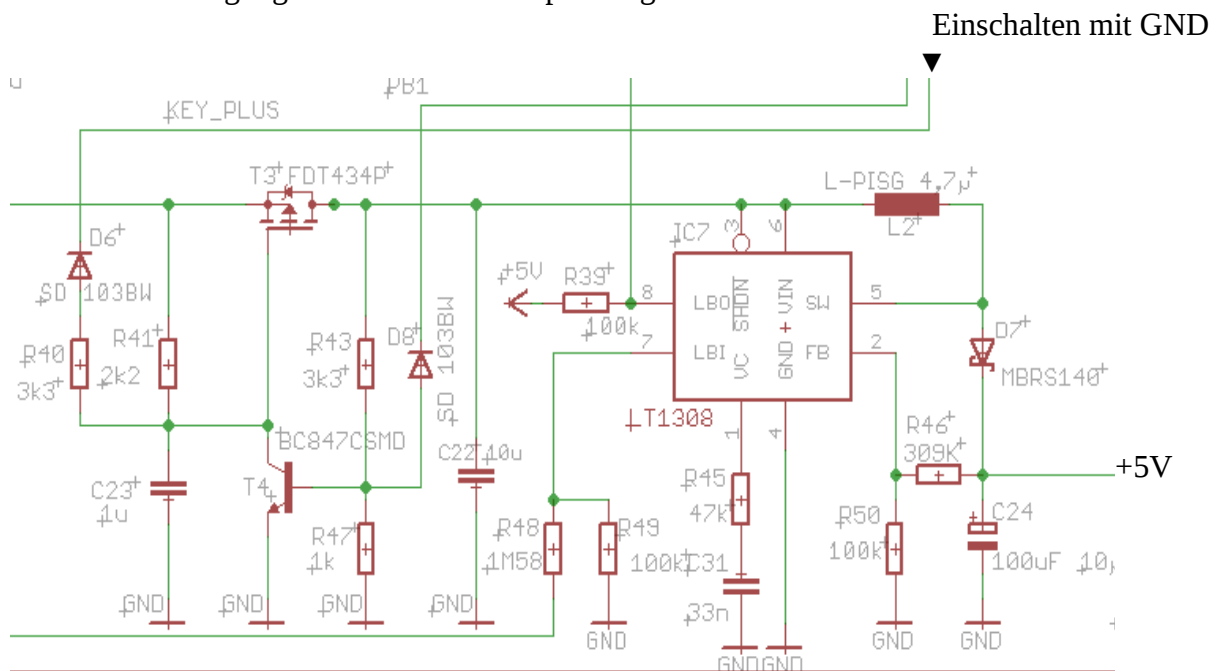 Einschalten mit GND
PB1
KEY_PLUS
T3 FDT434P
L-PISG 4,7µ
L2
D6
SD 103BW
IC7
3
6
+5V
R39
100k
8
LBO
SHDN
VIN
SW
5
R40
3k3
R41
2k2
R43
3k3
D8
SD 103BW
7
LBI
VC
GND
FB
2
D7
MBRS140
LT1308
1
4
BC847CSMD
T4
C22 10u
R46
309K
+5V
C23
1u
R45
47k
R50
100k
C24
100uF
10µ
R47
1k
R48
1M58
R49
100k
C31
33n
GND
GND
GND
GND
GND
GND
GND
GND
GND